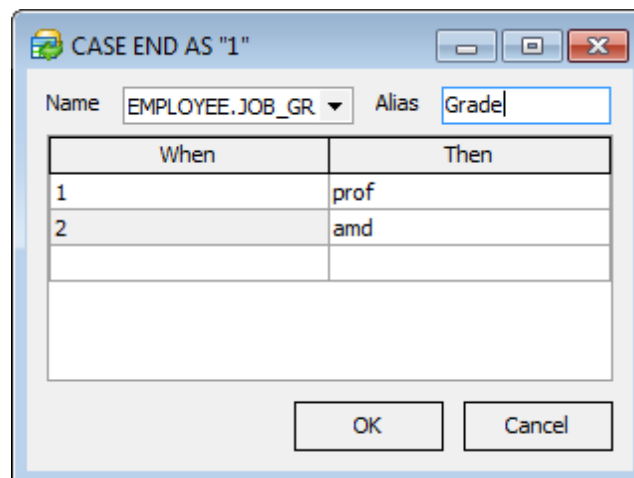 CASE END AS "1"
Name EMPLOYEE.JOB_GR Alias Grade
When Then
1 prof
2 amd
OK Cancel